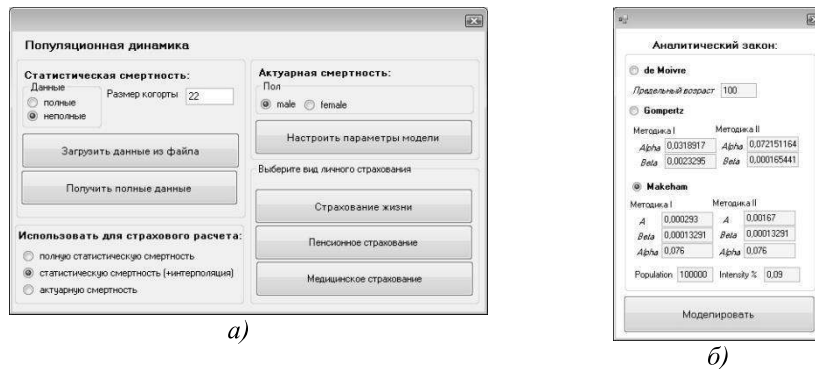 Популяционная динамика
Статистическая смертность:
Данные
полные
неполные
Размер когорты 22
Загрузить данные из файла
Получить полные данные
Использовать для страхового расчета:
полную статистическую смертность
статистическую смертность (+интерполяция)
актуарную смертность
Актуарная смертность:
Пол
male female
Настроить параметры модели
Выберите вид личного страхования
Страхование жизни
Пенсионное страхование
Медицинское страхование
а)
Аналитический закон:
de Moivre
Предельный возраст 100
Gompertz
Методика I Методика II
Alpha 0,0318917 Alpha 0,072151164
Beta 0,0023295 Beta 0,000165441
Makeham
Методика I Методика II
A 0,000293 A 0,00167
Beta 0,00013291 Beta 0,00013291
Alpha 0,076 Alpha 0,076
Population 100000 Intensity % 0,09
Моделировать
б)